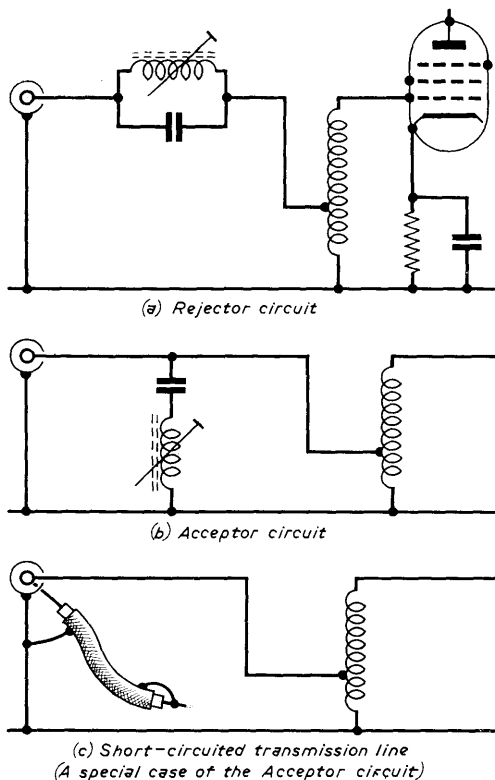 (a) Rejector circuit
(b) Acceptor circuit
(c) Short-circuited transmission line
(A special case of the Acceptor circuit)